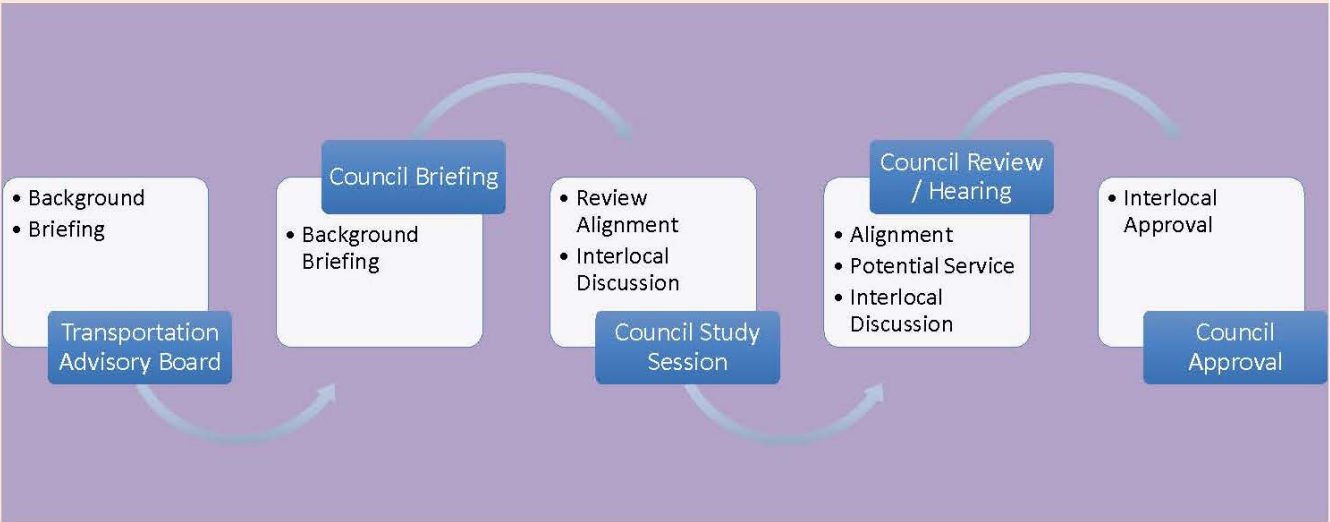 • Background
• Briefing
Transportation
Advisory Board
Council Briefing
• Background
Briefing
• Review
Alignment
• Interlocal
Discussion
Council Study
Session
Council Review
/ Hearing
• Alignment
• Potential Service
• Interlocal
Discussion
• Interlocal
Approval
Council
Approval